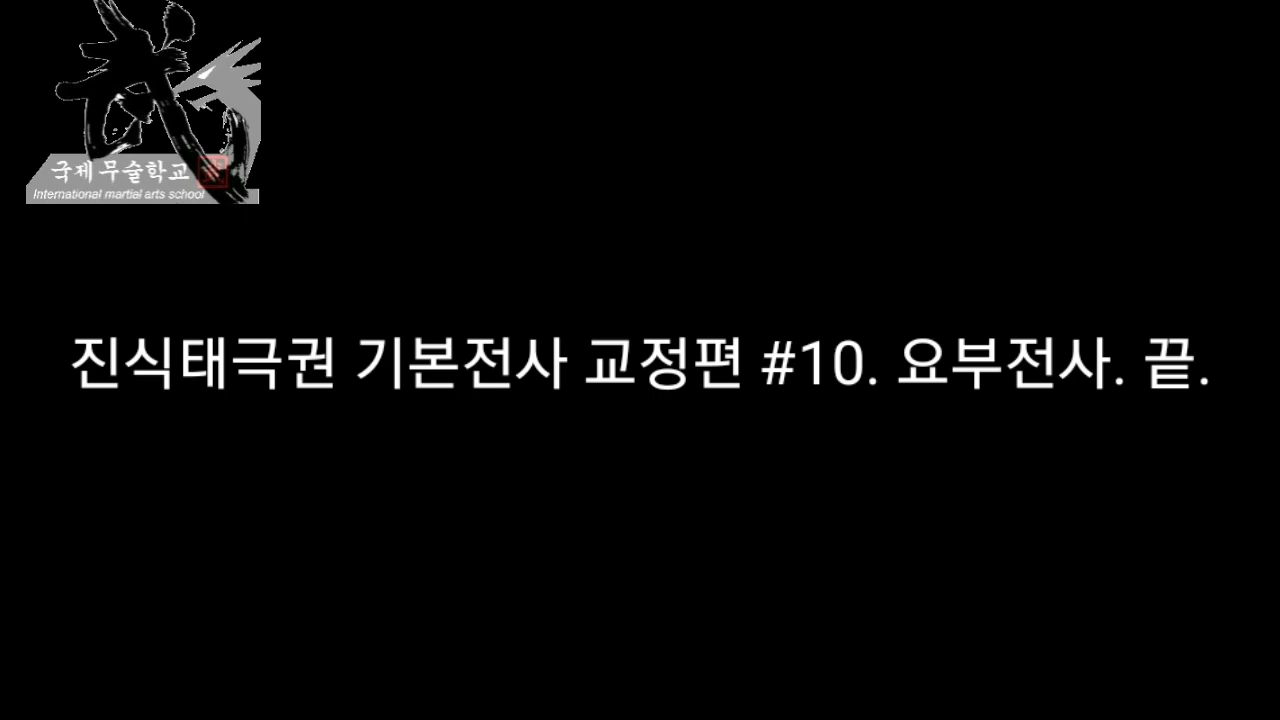 武
국제무술학교
International martial arts school
진식태극권 기본전사 교정편 #10. 요부전사. 끝.